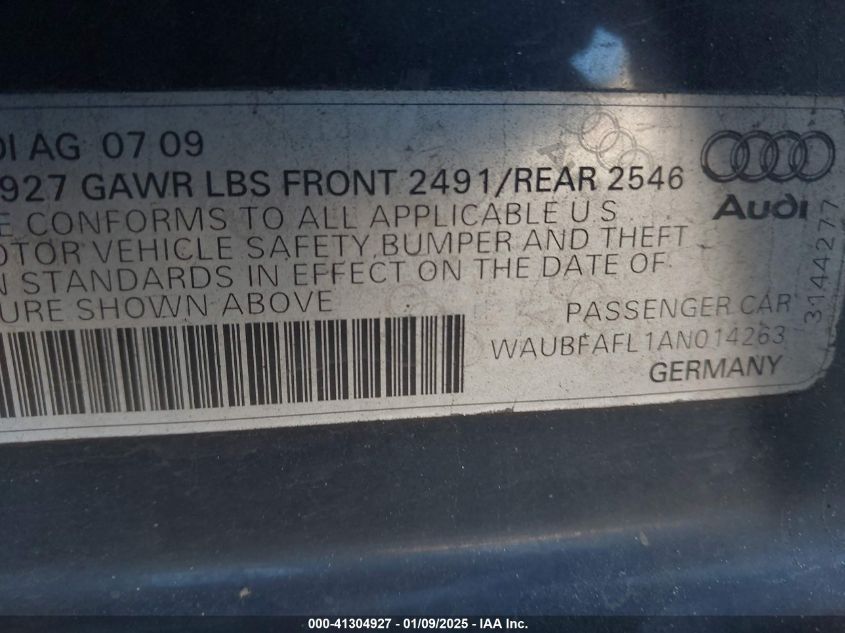 DI AG 07 09
927 GAWR LBS FRONT 2491/REAR 2546
E CONFORMS TO ALL APPLICABLE U S
OTOR VEHICLE SAFETY, BUMPER AND THEFT
N STANDARDS IN EFFECT ON THE DATE OF
URE SHOWN ABOVE
PASSENGER CAR
WAUBFAFL1AN014263
GERMANY
Audi
3144277
000-41304927 - 01/09/2025 - IAA Inc.